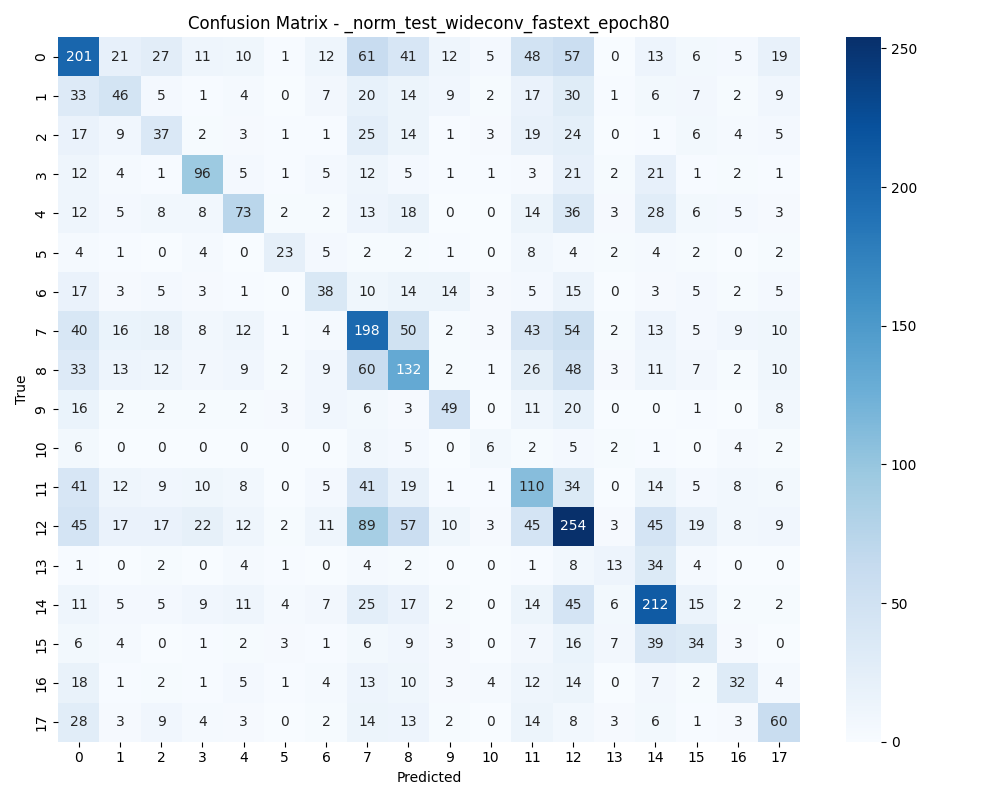 Confusion Matrix - _norm_test_wideconv_fastext_epoch80
True
0 201 21 27 11 10 1 12 61 41 12 5 48 57 0 13 6 5 19
1 33 46 5 1 4 0 7 20 14 9 2 17 30 1 6 7 2 9
2 17 9 37 2 3 1 1 25 14 1 3 19 24 0 1 6 4 5
3 12 4 1 96 5 1 5 12 5 1 1 3 21 2 21 1 2 1
4 12 5 8 8 73 2 2 13 18 0 0 14 36 3 28 6 5 3
5 4 1 0 4 0 23 5 2 2 1 0 8 4 2 4 2 0 2
6 17 3 5 3 1 0 38 10 14 14 3 5 15 0 3 5 2 5
7 40 16 18 8 12 1 4 198 50 2 3 43 54 2 13 5 9 10
8 33 13 12 7 9 2 9 60 132 2 1 26 48 3 11 7 2 10
9 16 2 2 2 2 3 9 6 3 49 0 11 20 0 0 1 0 8
10 6 0 0 0 0 0 0 8 5 0 6 2 5 2 1 0 4 2
11 41 12 9 10 8 0 5 41 19 1 1 110 34 0 14 5 8 6
12 45 17 17 22 12 2 11 89 57 10 3 45 254 3 45 19 8 9
13 1 0 2 0 4 1 0 4 2 0 0 1 8 13 34 4 0 0
14 11 5 5 9 11 4 7 25 17 2 0 14 45 6 212 15 2 2
15 6 4 0 1 2 3 1 6 9 3 0 7 16 7 39 34 3 0
16 18 1 2 1 5 1 4 13 10 3 4 12 14 0 7 2 32 4
17 28 3 9 4 3 0 2 14 13 2 0 14 8 3 6 1 3 60
0 1 2 3 4 5 6 7 8 9 10 11 12 13 14 15 16 17
Predicted
250
200
150
100
50
0